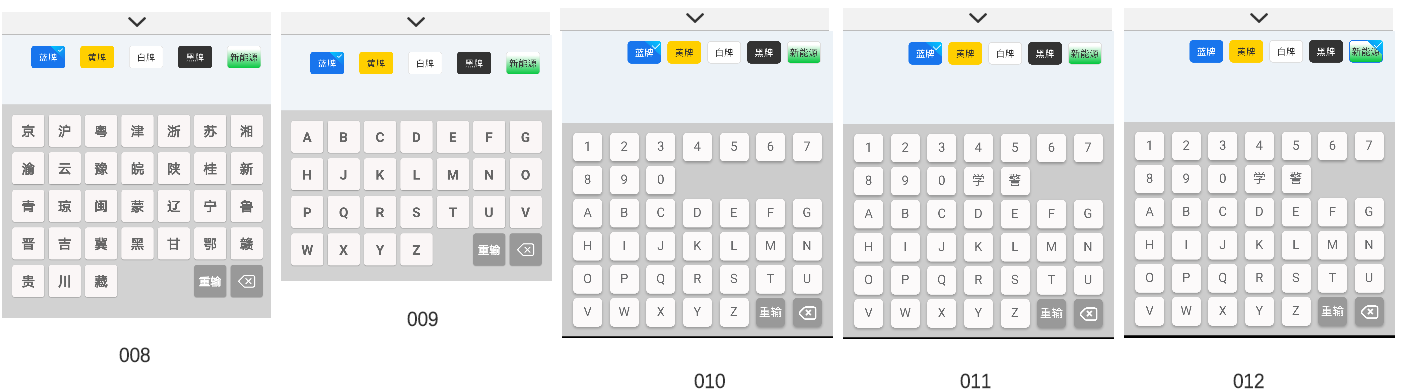 蓝牌 黄牌 白牌 黑牌 新能源
京 沪 粤 津 浙 苏 湘
渝 云 豫 皖 陕 桂 新
青 琼 闽 蒙 辽 宁 鲁
晋 吉 冀 黑 甘 鄂 赣
贵 川 藏 重输
008
蓝牌 黄牌 白牌 黑牌 新能源
A B C D E F G
H J K L M N O
P Q R S T U V
W X Y Z 重输
009
蓝牌 黄牌 白牌 黑牌 新能源
1 2 3 4 5 6 7
8 9 0
A B C D E F G
H I J K L M N
O P Q R S T U
V W X Y Z 重输
010
蓝牌 黄牌 白牌 黑牌 新能源
1 2 3 4 5 6 7
8 9 0 学 警
A B C D E F G
H I J K L M N
O P Q R S T U
V W X Y Z 重输
011
蓝牌 黄牌 白牌 黑牌 新能源
1 2 3 4 5 6 7
8 9 0 学 警
A B C D E F G
H I J K L M N
O P Q R S T U
V W X Y Z 重输
012